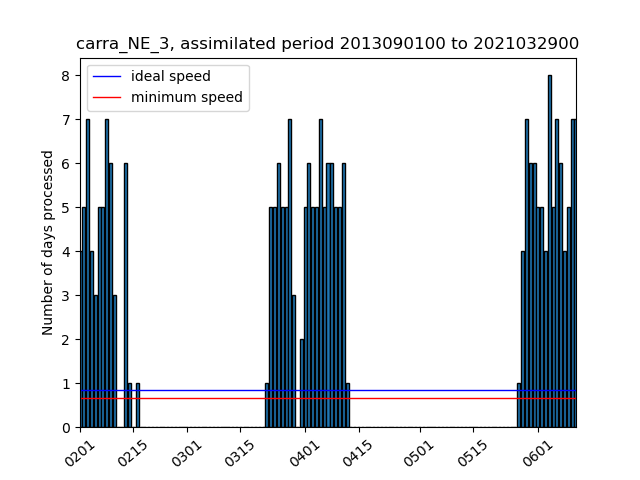 carra_NE_3, assimilated period 2013090100 to 2021032900
ideal speed
minimum speed
Number of days processed
8
7
6
5
4
3
2
1
0
0201 0215 0301 0315 0401 0415 0501 0515 0601